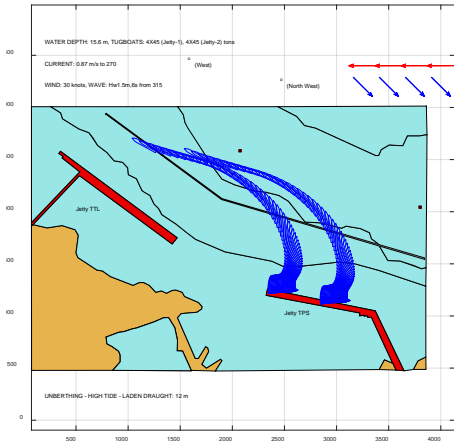 WATER DEPTH: 15.6 m, TUGBOATS: 4X45 (Jetty-1), 4X45 (Jetty-2) tons
(West)
CURRENT: 0.87 m/s to 270
(North West)
WIND: 30 knots, WAVE: Hw1.5m,6s from 315
Jetty TTL
Jetty TPS
500
UNBERTHING - HIGH TIDE - LADEN DRAUGHT: 12 m
0
500 1000 1500 2000 2500 3000 3500 4000